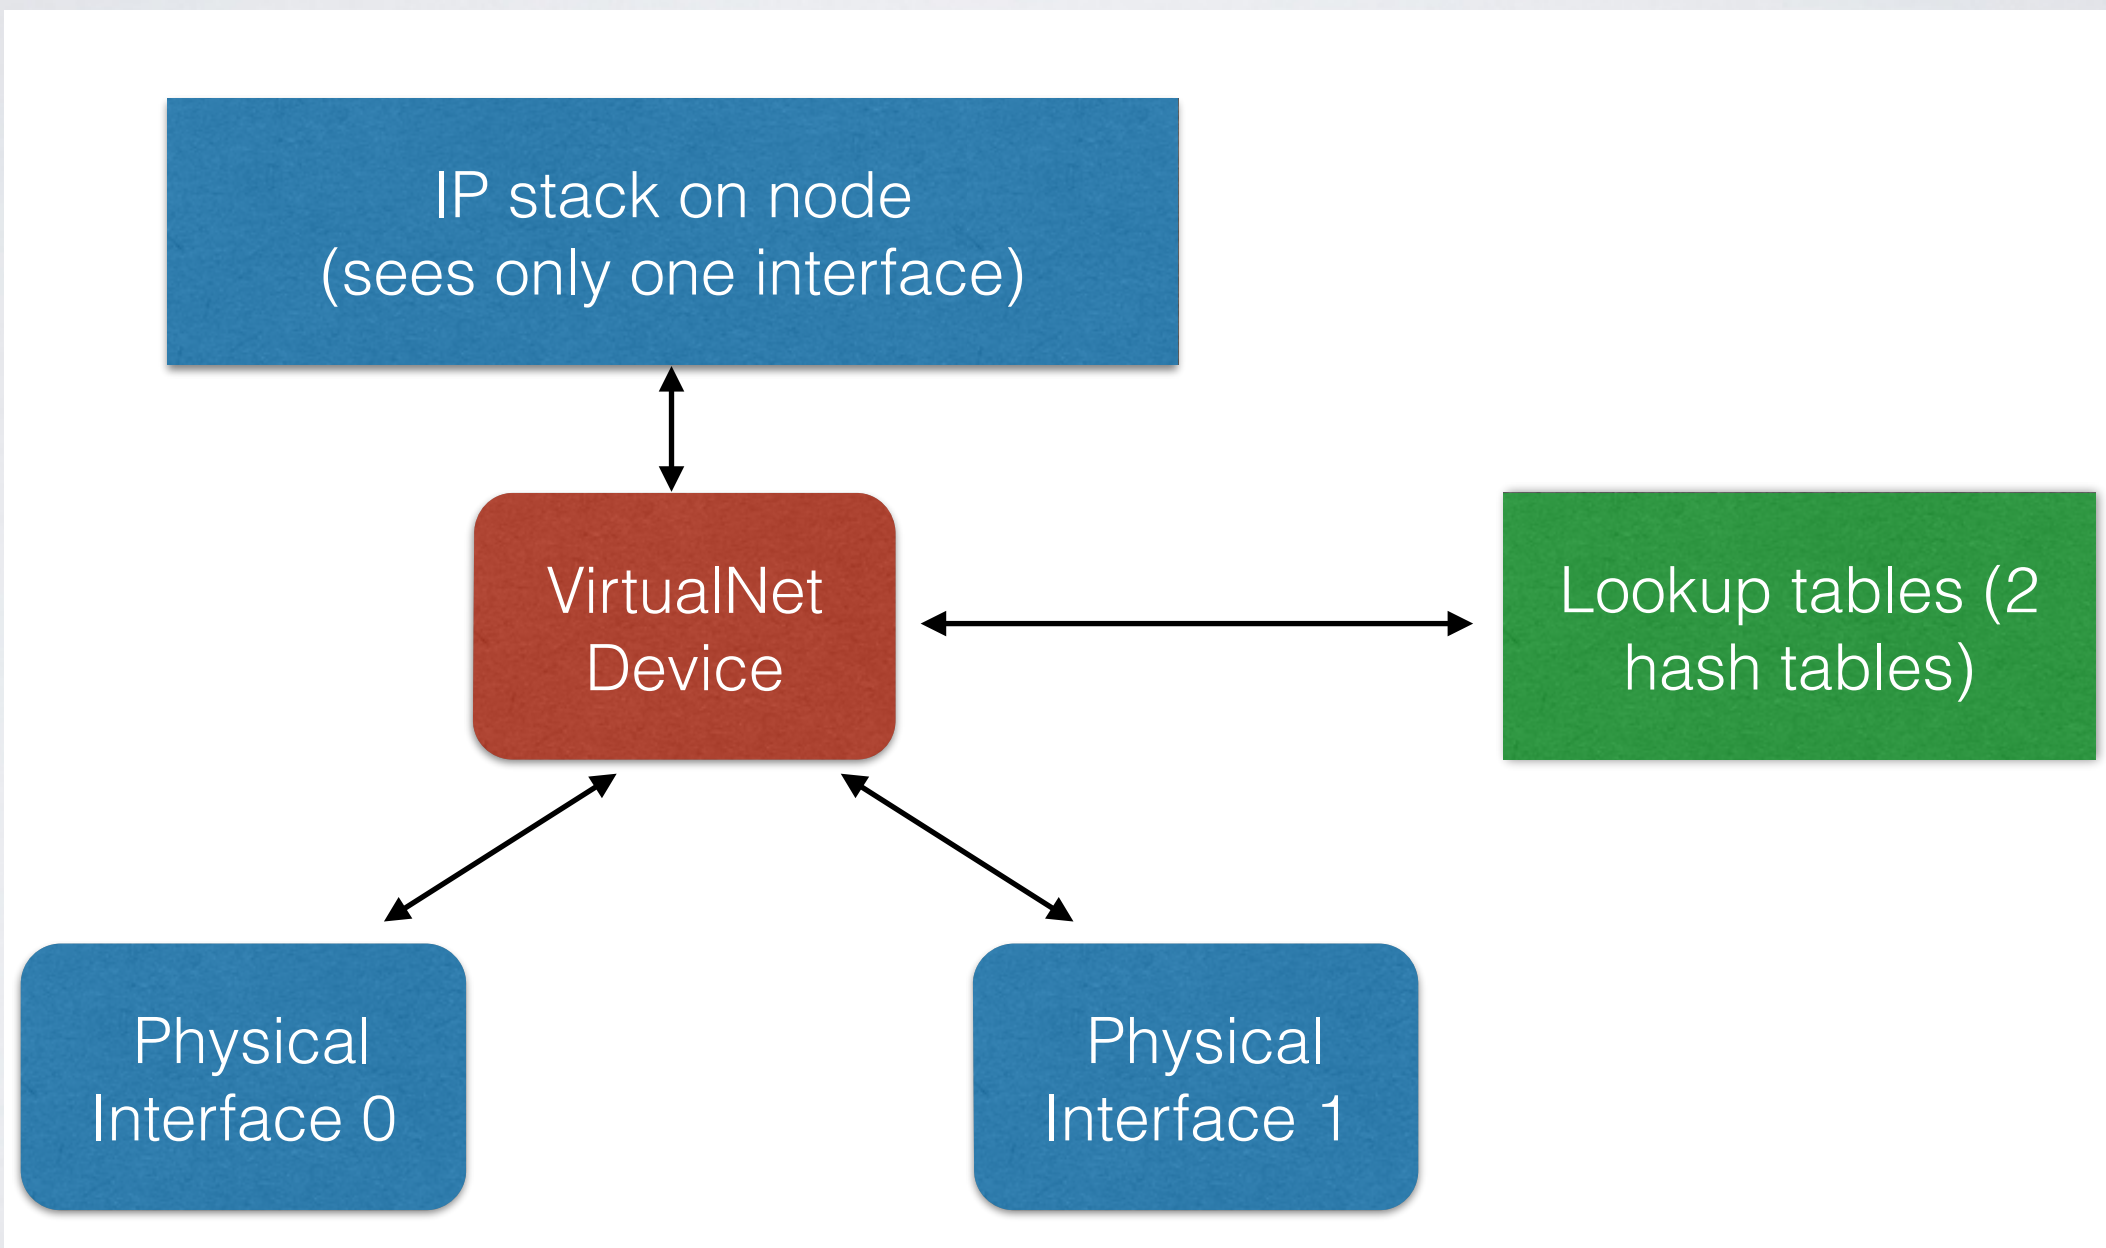 IP stack on node
(sees only one interface)
VirtualNet
Device
Lookup tables (2
hash tables)
Physical
Interface 0
Physical
Interface 1